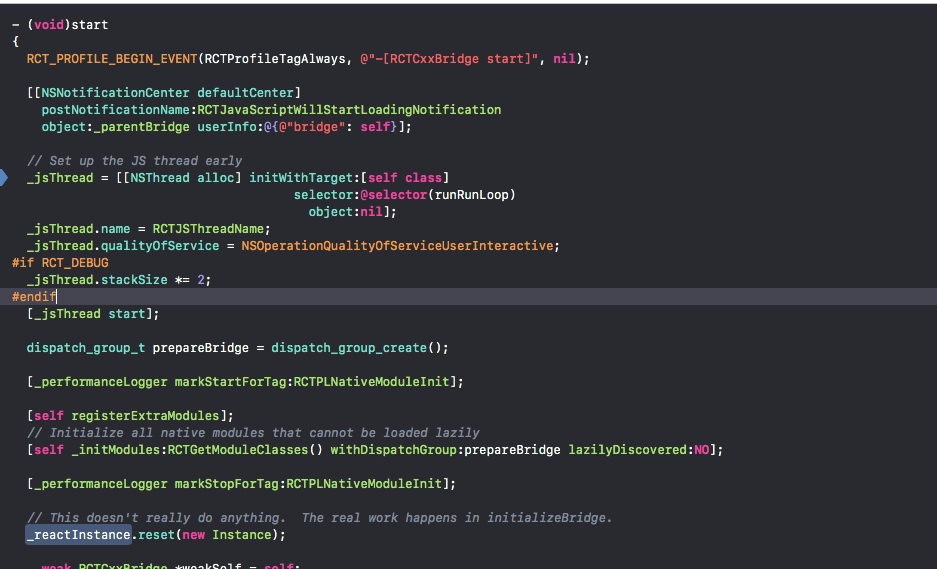 - (void)start
{
RCT_PROFILE_BEGIN_EVENT(RCTProfileTagAlways, @"-[RCTCxxBridge start]", nil);
[[NSNotificationCenter defaultCenter]
postNotificationName:RCTJavaScriptWillStartLoadingNotification
object:_parentBridge userInfo:@{@"bridge": self}];
// Set up the JS thread early
_jsThread = [[NSThread alloc] initWithTarget:[self class]
selector:@selector(runRunLoop)
object:nil];
_jsThread.name = RCTJSThreadName;
_jsThread.qualityOfService = NSOperationQualityOfServiceUserInteractive;
#if RCT_DEBUG
_jsThread.stackSize *= 2;
#endif
[_jsThread start];
dispatch_group_t prepareBridge = dispatch_group_create();
[_performanceLogger markStartForTag:RCTPLNativeModuleInit];
[self registerExtraModules];
// Initialize all native modules that cannot be loaded lazily
[self _initModules:RCTGetModuleClasses() withDispatchGroup:prepareBridge lazilyDiscovered:NO];
[_performanceLogger markStopForTag:RCTPLNativeModuleInit];
// This doesn't really do anything.  The real work happens in initializeBridge.
_reactInstance.reset(new Instance);
__weak RCTCxxBridge *weakSelf = self;